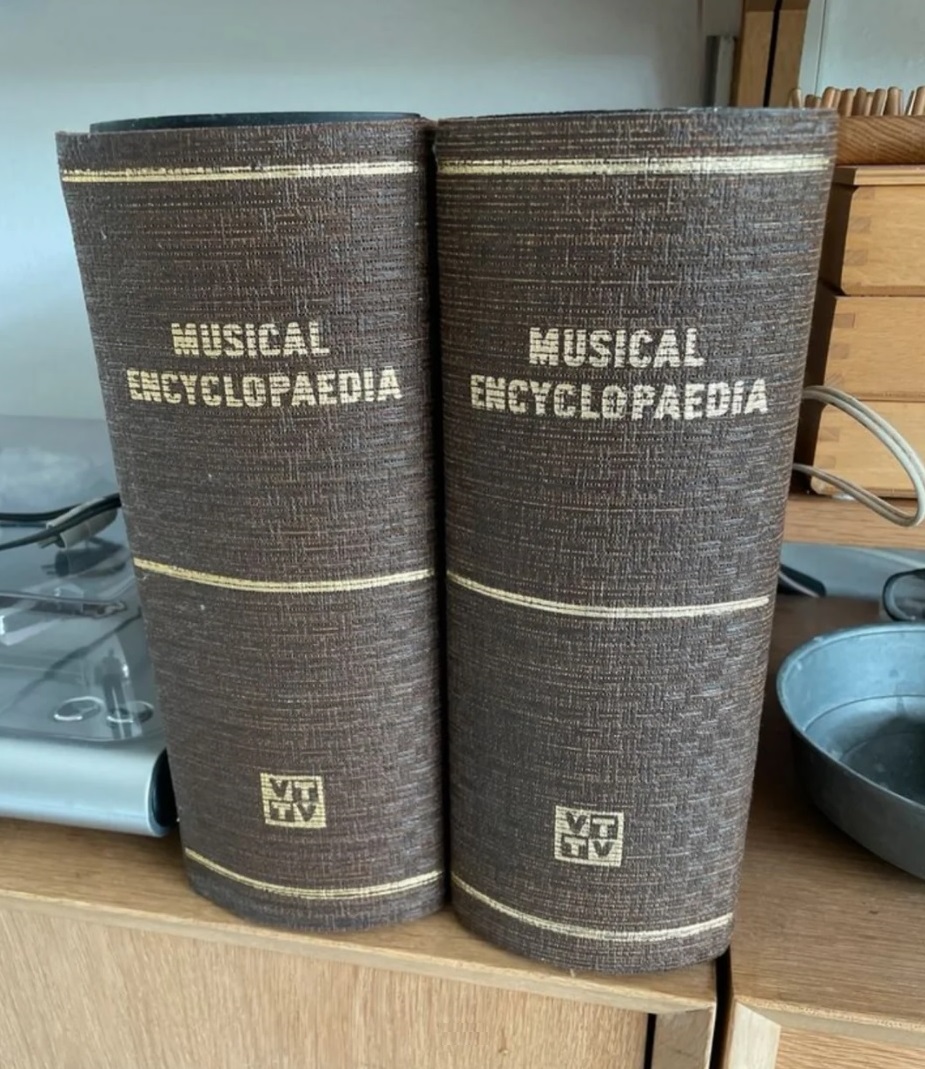 MUSICAL
ENCYCLOPAEDIA
VT
TV
MUSICAL
ENCYCLOPAEDIA
VT
TV